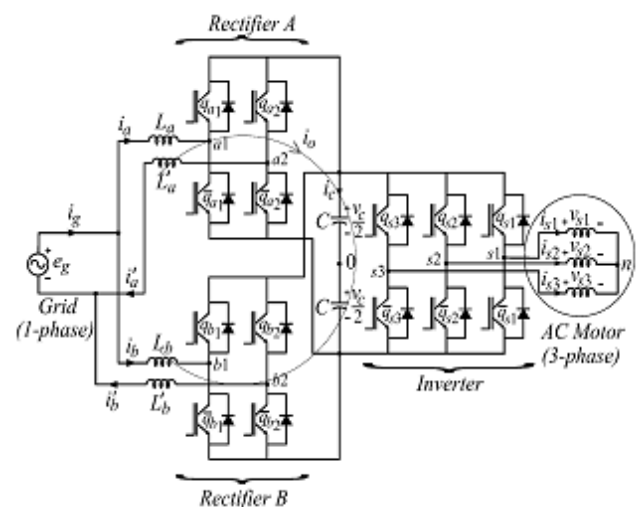 Rectifier A
q_a1
q_a2
i_a
L_a
a1
i_o
L'_a
a2
q̄_a1
q̄_a2
i_g
e_g
+
-
Grid
(1-phase)
i'_a
i_c
C
+
v_c/2
-
0
C
+
v_c/2
-
q_s3
q_s2
q_s1
s3
s2
s1
q̄_s3
q̄_s2
q̄_s1
i_s1 + v_s1 -
i_s2 + v_s2 -
i_s3 + v_s3 -
n
AC Motor
(3-phase)
Inverter
q_b1
q_b2
i_b
L_b
b1
i'_b
L'_b
b2
q̄_b1
q̄_b2
Rectifier B